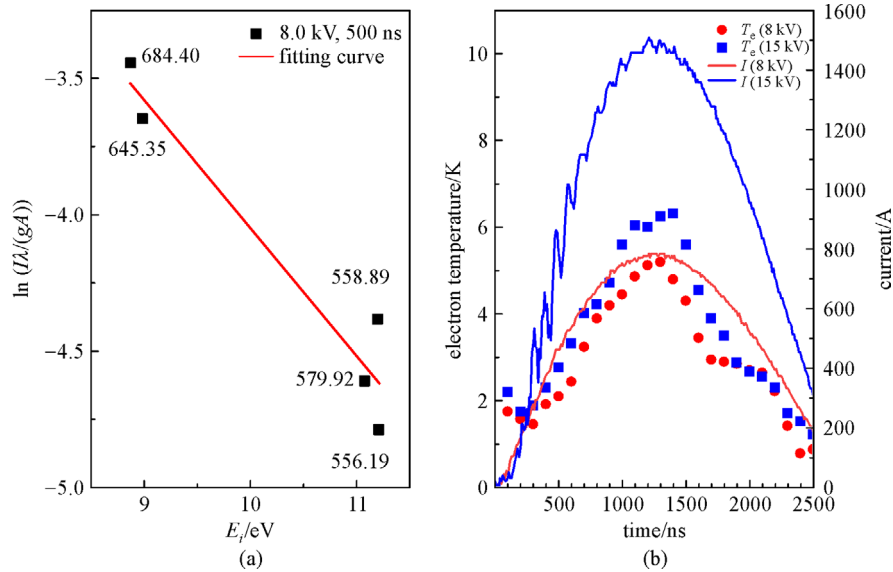 8.0 kV, 500 ns
fitting curve
684.40
645.35
558.89
579.92
556.19
−3.5
−4.0
−4.5
−5.0
ln (Iλ/(gA))
9
10
11
E_i/eV
(a)
T_e (8 kV)
T_e (15 kV)
I (8 kV)
I (15 kV)
10
8
6
4
2
0
electron temperature/K
1600
1400
1200
1000
800
600
400
200
0
current/A
500
1000
1500
2000
2500
time/ns
(b)